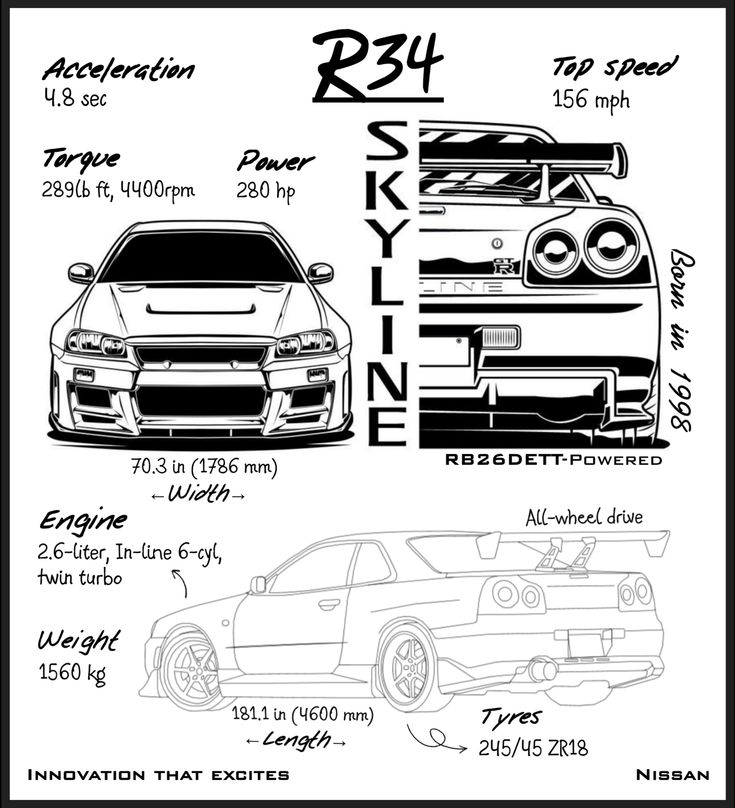 R34
Acceleration
4.8 sec
Top speed
156 mph
Torque
289lb ft, 4400rpm
Power
280 hp
SKYLINE
GT
R
LINE
Born in 1998
70.3 in (1786 mm)
←Width→
RB26DETT-Powered
Engine
2.6-liter, In-line 6-cyl,
twin turbo
All-wheel drive
Weight
1560 kg
181.1 in (4600 mm)
←Length→
Tyres
245/45 ZR18
Innovation that excites
Nissan